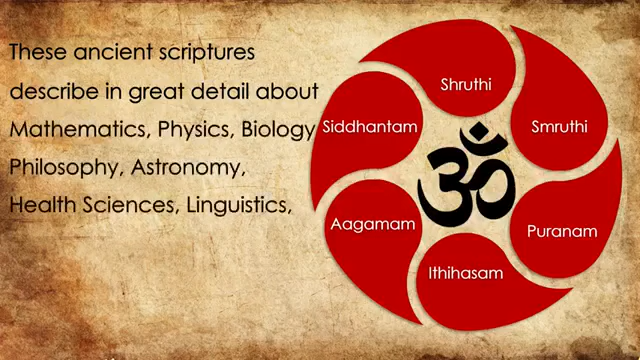 These ancient scriptures
describe in great detail about
Mathematics, Physics, Biology
Philosophy, Astronomy,
Health Sciences, Linguistics,
Shruthi
Smruthi
Puranam
Ithihasam
Aagamam
Siddhantam
ॐ